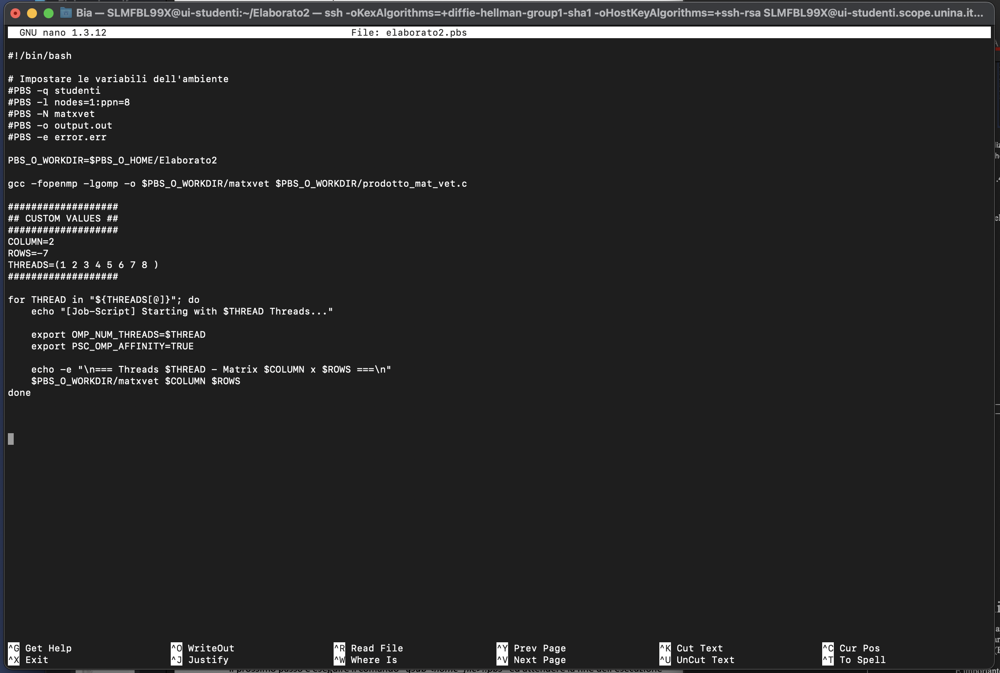 Bia — SLMFBL99X@ui-studenti:~/Elaborato2 — ssh -oKexAlgorithms=+diffie-hellman-group1-sha1 -oHostKeyAlgorithms=+ssh-rsa SLMFBL99X@ui-studenti.scope.unina.it...
GNU nano 1.3.12 File: elaborato2.pbs
#!/bin/bash
# Impostare le variabili dell'ambiente
#PBS -q studenti
#PBS -l nodes=1:ppn=8
#PBS -N matxvet
#PBS -o output.out
#PBS -e error.err
PBS_O_WORKDIR=$PBS_O_HOME/Elaborato2
gcc -fopenmp -lgomp -o $PBS_O_WORKDIR/matxvet $PBS_O_WORKDIR/prodotto_mat_vet.c
###################
## CUSTOM VALUES ##
###################
COLUMN=2
ROWS=-7
THREADS=(1 2 3 4 5 6 7 8 )
###################
for THREAD in "${THREADS[@]}"; do
    echo "[Job-Script] Starting with $THREAD Threads..."
    export OMP_NUM_THREADS=$THREAD
    export PSC_OMP_AFFINITY=TRUE
    echo -e "\n=== Threads $THREAD - Matrix $COLUMN x $ROWS ===\n"
    $PBS_O_WORKDIR/matxvet $COLUMN $ROWS
done
^G Get Help ^O WriteOut ^R Read File ^Y Prev Page ^K Cut Text ^C Cur Pos
^X Exit ^J Justify ^W Where Is ^V Next Page ^U UnCut Text ^T To Spell